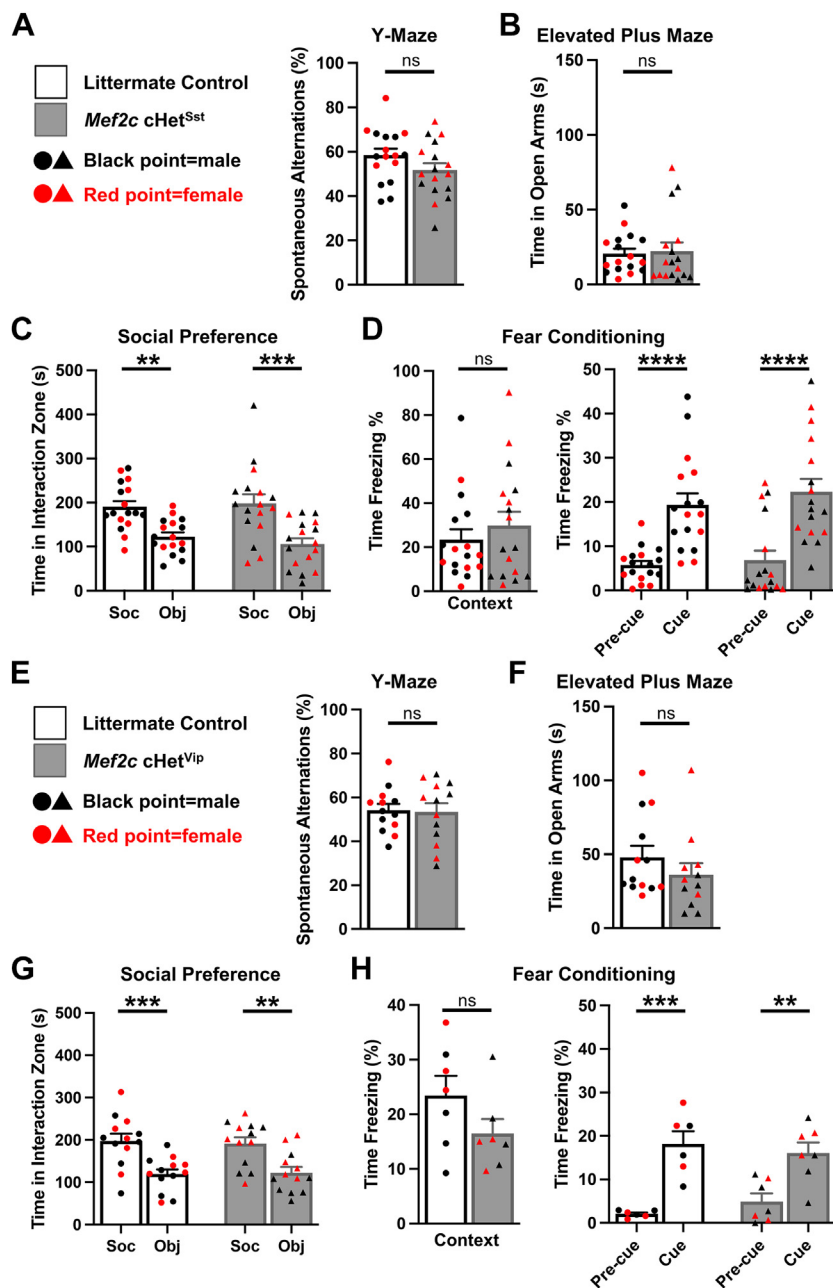 A
Littermate Control
Mef2c cHetSst
Black point=male
Red point=female
Y-Maze
ns
Spontaneous Alternations (%)
100
80
60
40
20
0
B
Elevated Plus Maze
ns
Time in Open Arms (s)
150
100
50
0
C
Social Preference
**
***
Time in Interaction Zone (s)
500
400
300
200
100
0
Soc Obj Soc Obj
D
Fear Conditioning
ns
Time Freezing %
100
80
60
40
20
0
Context
****
****
Time Freezing %
50
40
30
20
10
0
Pre-cue Cue Pre-cue Cue
E
Littermate Control
Mef2c cHetVip
Black point=male
Red point=female
Y-Maze
ns
Spontaneous Alternations (%)
100
80
60
40
20
0
F
Elevated Plus Maze
ns
Time in Open Arms (s)
150
100
50
0
G
Social Preference
***
**
Time in Interaction Zone (s)
500
400
300
200
100
0
Soc Obj Soc Obj
H
Fear Conditioning
ns
Time Freezing (%)
40
30
20
10
0
Context
***
**
Time Freezing (%)
50
40
30
20
10
0
Pre-cue Cue Pre-cue Cue